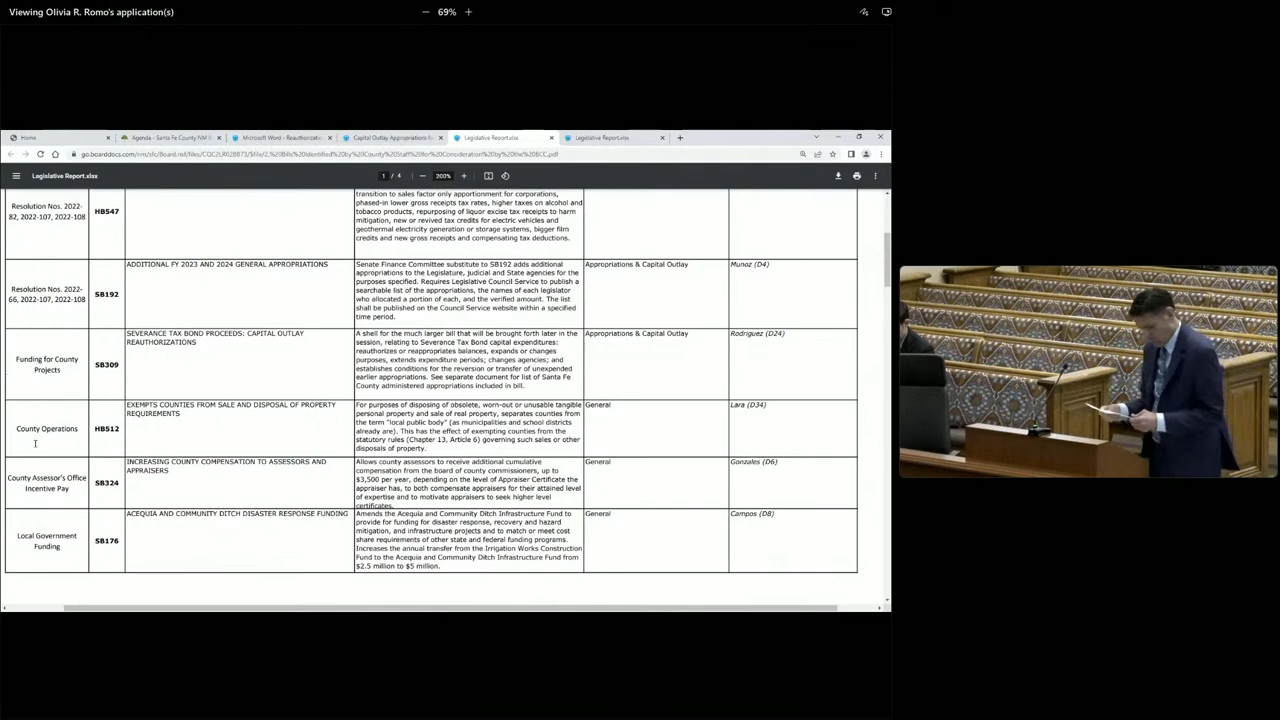 Viewing Olivia R. Romo's application(s)
69%
Home
Agenda - Santa Fe County NM
Microsoft Word - Reauthorizatio
Capital Outlay Appropriations fo
Legislative Report.xlsx
Legislative Report.xlsx
Legislative Report.xlsx
1 / 4
200%
transition to sales factor only apportionment for corporations,
Resolution Nos. 2022-
82, 2022-107, 2022-108
HB547
phased-in lower gross receipts tax rates, higher taxes on alcohol and
tobacco products, repurposing of liquor excise tax receipts to harm
mitigation, new or revived tax credits for electric vehicles and
geothermal electricity generation or storage systems, bigger film
credits and new gross receipts and compensating tax deductions.
Resolution Nos. 2022-
66, 2022-107, 2022-108
SB192
ADDITIONAL FY 2023 AND 2024 GENERAL APPROPRIATIONS
Senate Finance Committee substitute to SB192 adds additional
appropriations to the Legislature, judicial and State agencies for the
purposes specified. Requires Legislative Council Service to publish a
searchable list of the appropriations, the names of each legislator
who allocated a portion of each, and the verified amount. The list
shall be published on the Council Service website within a specified
time period.
Appropriations & Capital Outlay
Munoz (D4)
Funding for County
Projects
SB309
SEVERANCE TAX BOND PROCEEDS: CAPITAL OUTLAY
REAUTHORIZATIONS
A shell for the much larger bill that will be brought forth later in the
session, relating to Severance Tax Bond capital expenditures:
reauthorizes or reappropriates balances, expands or changes
purposes, extends expenditure periods; changes agencies; and
establishes conditions for the reversion or transfer of unexpended
earlier appropriations. See separate document for list of Santa Fe
County administered appropriations included in bill.
Appropriations & Capital Outlay
Rodriguez (D24)
County Operations
HB512
EXEMPTS COUNTIES FROM SALE AND DISPOSAL OF PROPERTY
REQUIREMENTS
For purposes of disposing of obsolete, worn-out or unusable tangible
personal property and sale of real property, separates counties from
the term "local public body" (as municipalities and school districts
already are). This has the effect of exempting counties from the
statutory rules (Chapter 13, Article 6) governing such sales or other
disposals of property.
General
Lara (D34)
County Assessor's Office
Incentive Pay
SB324
INCREASING COUNTY COMPENSATION TO ASSESSORS AND
APPRAISERS
Allows county assessors to receive additional cumulative
compensation from the board of county commissioners, up to
$3,500 per year, depending on the level of Appraiser Certificate the
appraiser has, to both compensate appraisers for their attained level
of expertise and to motivate appraisers to seek higher level
certificates.
General
Gonzales (D6)
Local Government
Funding
SB176
ACEQUIA AND COMMUNITY DITCH DISASTER RESPONSE FUNDING
Amends the Acequia and Community Ditch Infrastructure Fund to
provide for funding for disaster response, recovery and hazard
mitigation, and infrastructure projects and to match or meet cost
share requirements of other state and federal funding programs.
Increases the annual transfer from the Irrigation Works Construction
Fund to the Acequia and Community Ditch Infrastructure Fund from
$2.5 million to $5 million.
General
Campos (D8)